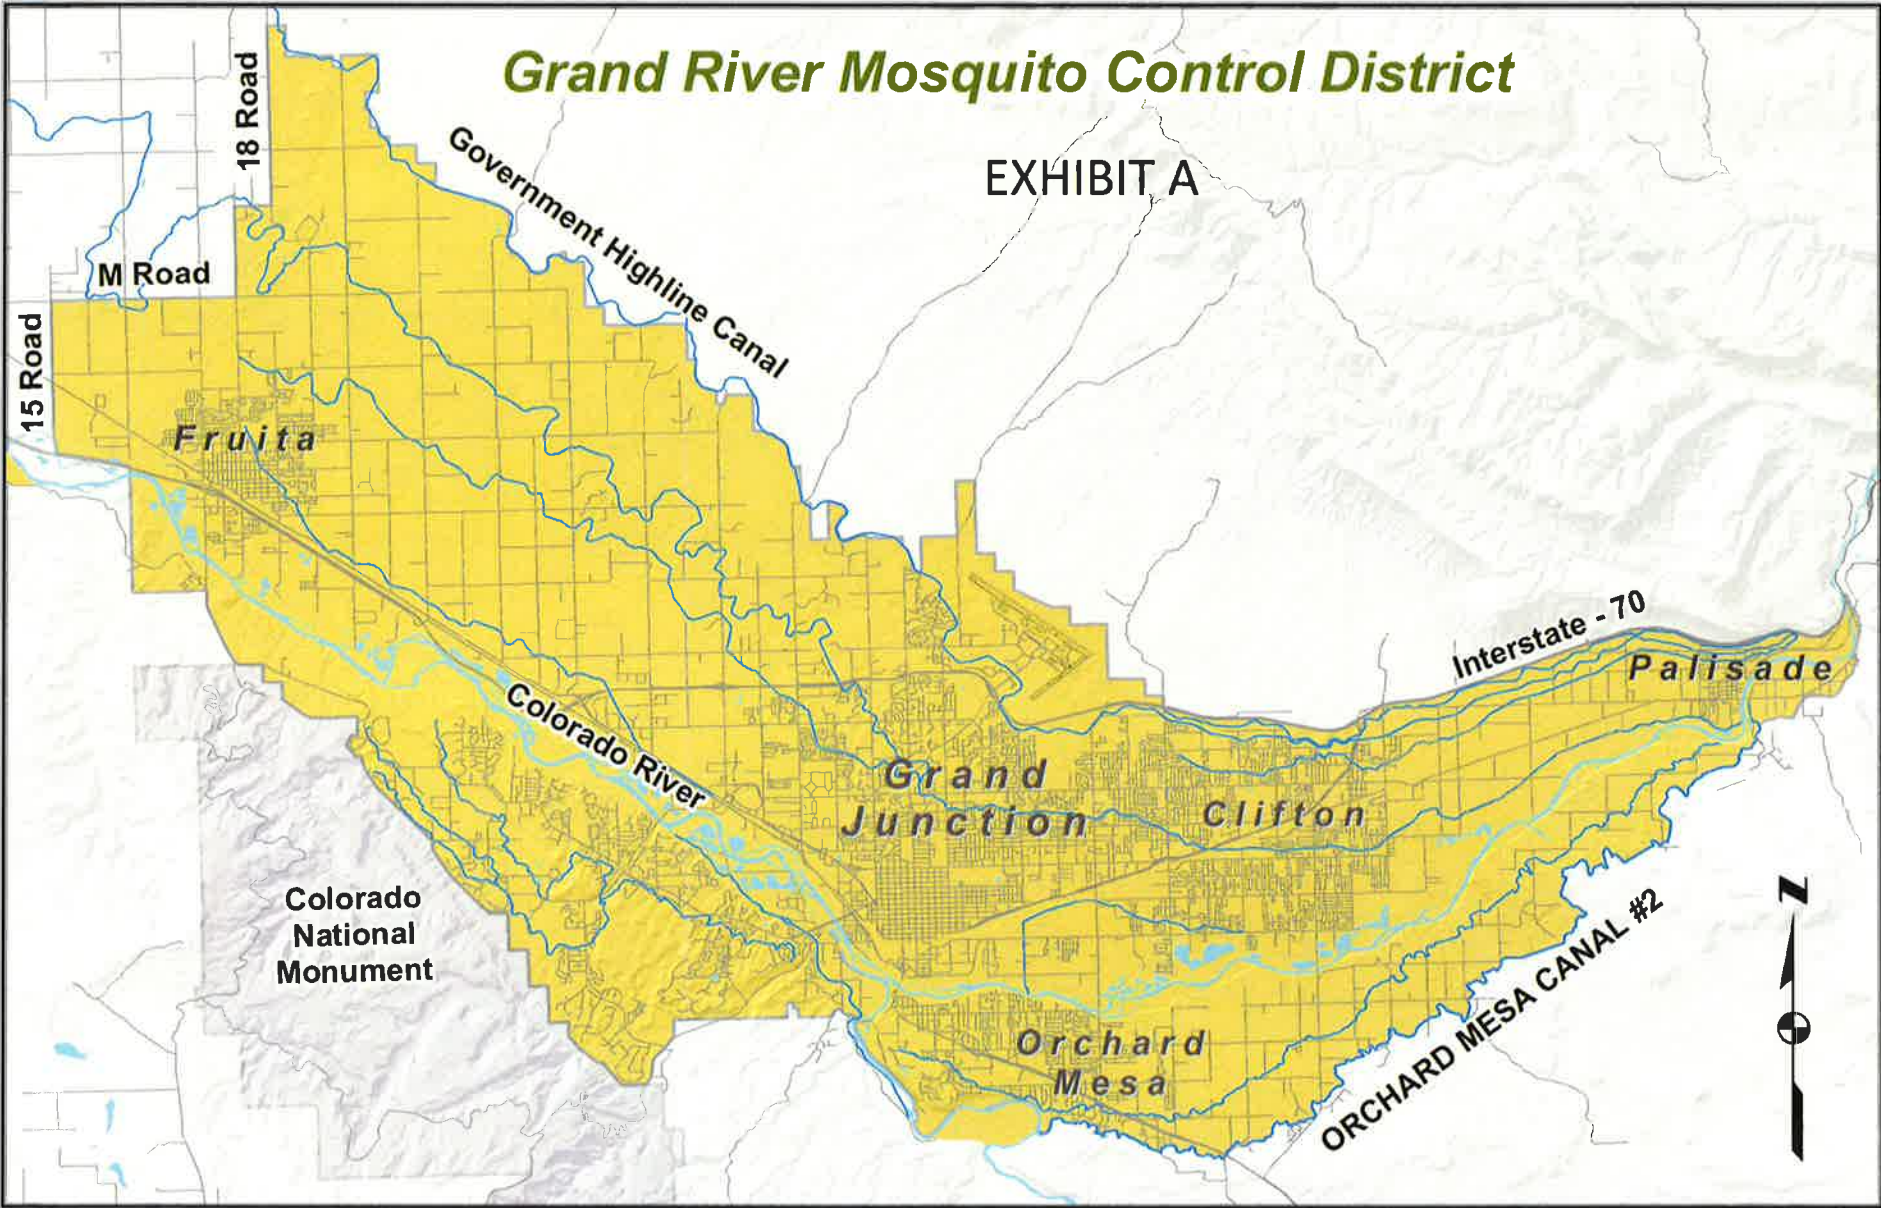 Grand River Mosquito Control District
EXHIBIT A
18 Road
Government Highline Canal
M Road
15 Road
Fruita
Interstate - 70
Palisade
Colorado River
Grand
Junction
Clifton
Colorado
National
Monument
ORCHARD MESA CANAL #2
Orchard
Mesa
N